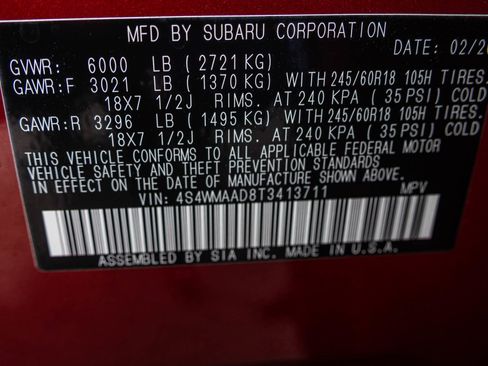 MFD BY SUBARU CORPORATION
DATE: 02/20
GVWR: 6000 LB (2721 KG)
GAWR:F 3021 LB (1370 KG) WITH 245/60R18 105H TIRES.
18X7 1/2J RIMS. AT 240 KPA (35 PSI) COLD
GAWR:R 3296 LB (1495 KG) WITH 245/60R18 105H TIRES.
18X7 1/2J RIMS. AT 240 KPA (35 PSI) COLD
THIS VEHICLE CONFORMS TO ALL APPLICABLE FEDERAL MOTOR
VEHICLE SAFETY AND THEFT PREVENTION STANDARDS
IN EFFECT ON THE DATE OF MANUFACTURE SHOWN ABOVE.
VIN: 4S4WMAAD8T3413711 MPV
ASSEMBLED BY SIA INC. MADE IN U.S.A.